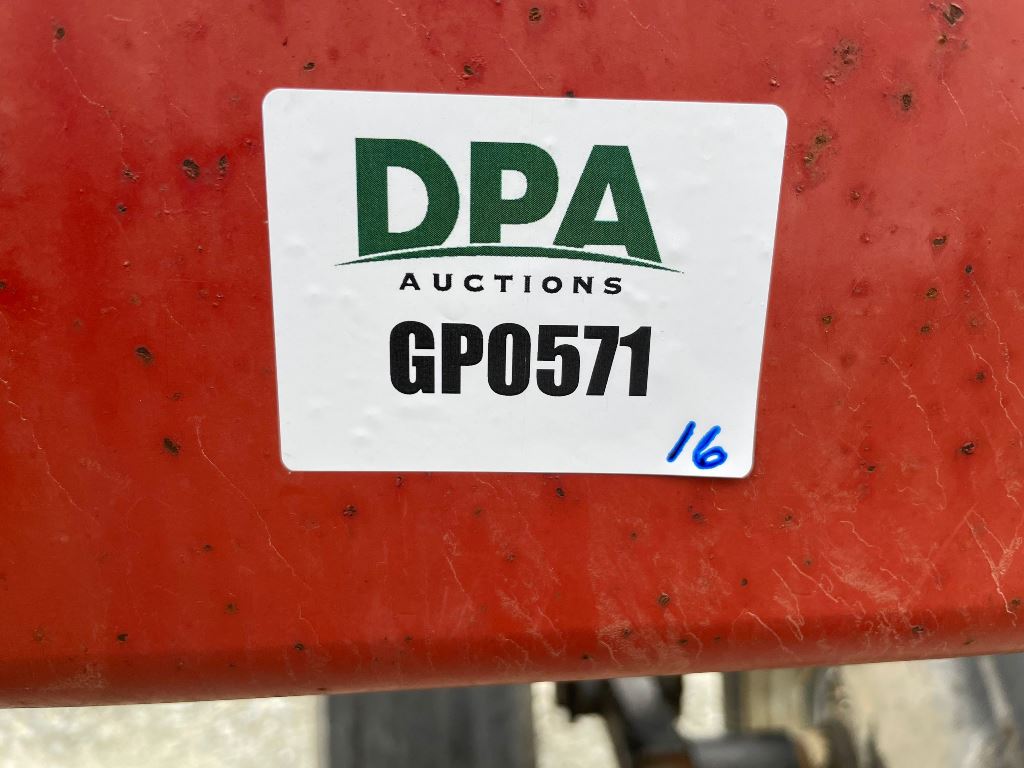 DPA
AUCTIONS
GP0571
16